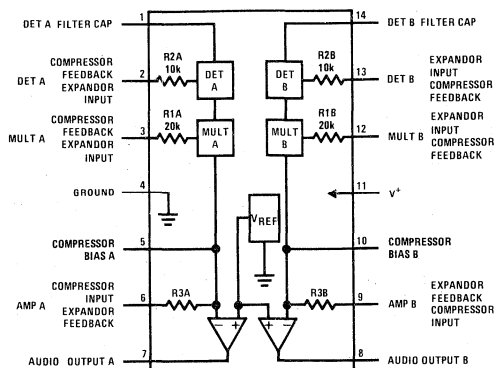 DET A FILTER CAP
1
14
DET B FILTER CAP
DET A
COMPRESSOR
FEEDBACK
EXPANDOR
INPUT
2
R2A
10k
DET
A
DET
B
R2B
10k
13
DET B
EXPANDOR
INPUT
COMPRESSOR
FEEDBACK
MULT A
COMPRESSOR
FEEDBACK
EXPANDOR
INPUT
3
R1A
20k
MULT
A
MULT
B
R1B
20k
12
MULT B
EXPANDOR
INPUT
COMPRESSOR
FEEDBACK
GROUND
4
11
V+
VREF
COMPRESSOR
BIAS A
5
10
COMPRESSOR
BIAS B
AMP A
COMPRESSOR
INPUT
EXPANDOR
FEEDBACK
6
R3A
R3B
9
AMP B
EXPANDOR
FEEDBACK
COMPRESSOR
INPUT
− +
+ −
AUDIO OUTPUT A
7
8
AUDIO OUTPUT B